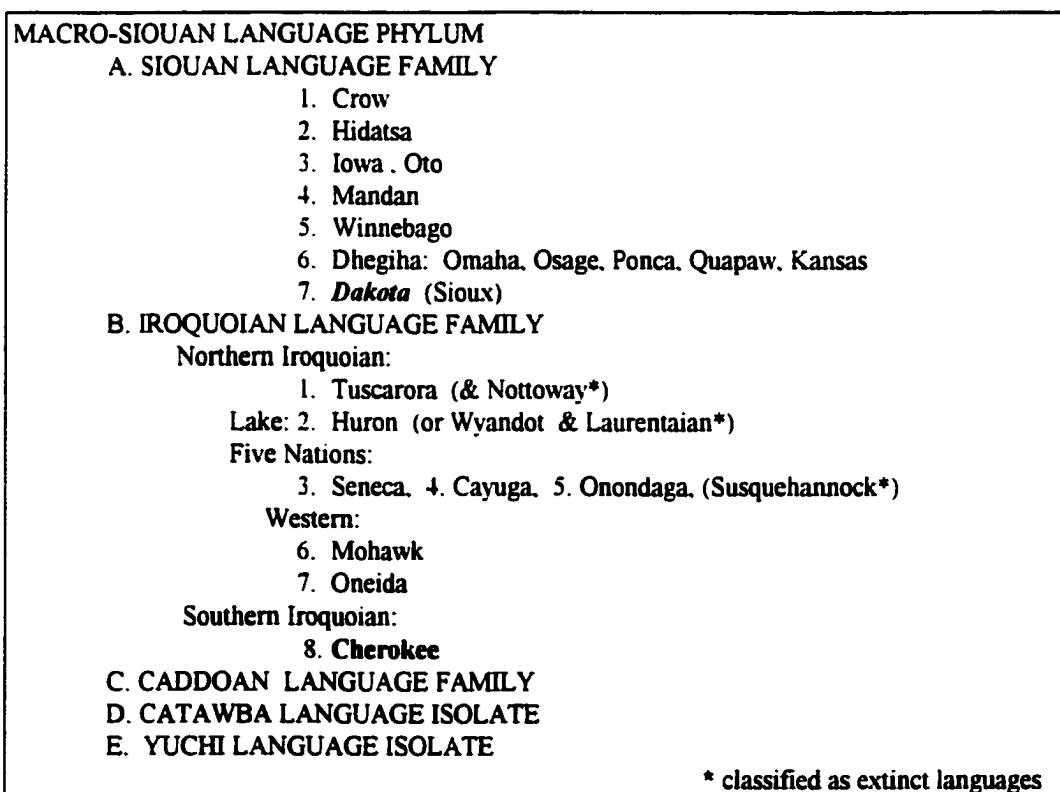 MACRO-SIOUAN LANGUAGE PHYLUM
A. SIOUAN LANGUAGE FAMILY
1. Crow
2. Hidatsa
3. Iowa . Oto
4. Mandan
5. Winnebago
6. Dhegiha: Omaha, Osage, Ponca, Quapaw, Kansas
7. Dakota (Sioux)
B. IROQUOIAN LANGUAGE FAMILY
Northern Iroquoian:
1. Tuscarora (& Nottoway*)
Lake: 2. Huron (or Wyandot & Laurentaian*)
Five Nations:
3. Seneca, 4. Cayuga, 5. Onondaga, (Susquehannock*)
Western:
6. Mohawk
7. Oneida
Southern Iroquoian:
8. Cherokee
C. CADDOAN LANGUAGE FAMILY
D. CATAWBA LANGUAGE ISOLATE
E. YUCHI LANGUAGE ISOLATE
* classified as extinct languages